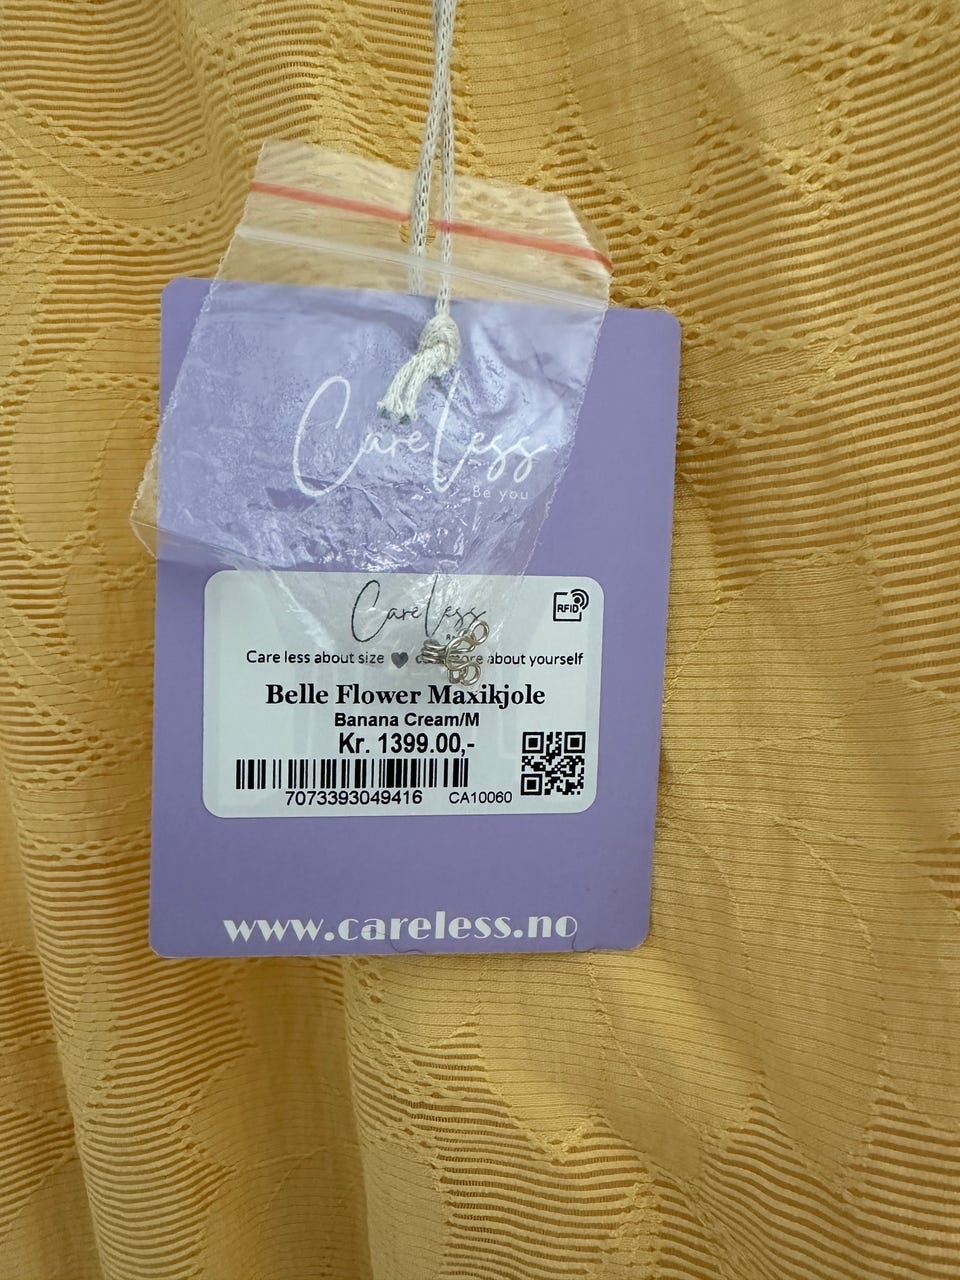 CareLess
Be you
CareLess
RFID
Care less about size more about yourself
Belle Flower Maxikjole
Banana Cream/M
Kr. 1399.00,-
7073393049416 CA10060
www.careless.no